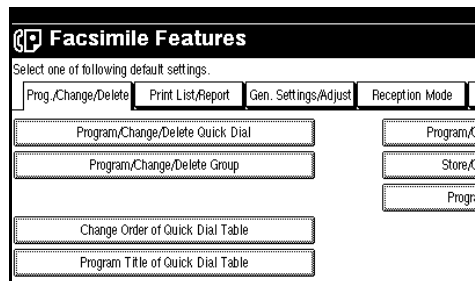 Facsimile Features
Select one of following default settings.
Prog./Change/Delete Print List/Report Gen. Settings/Adjust Reception Mode
Program/Change/Delete Quick Dial Program/
Program/Change/Delete Group Store/
Change Order of Quick Dial Table
Program Title of Quick Dial Table